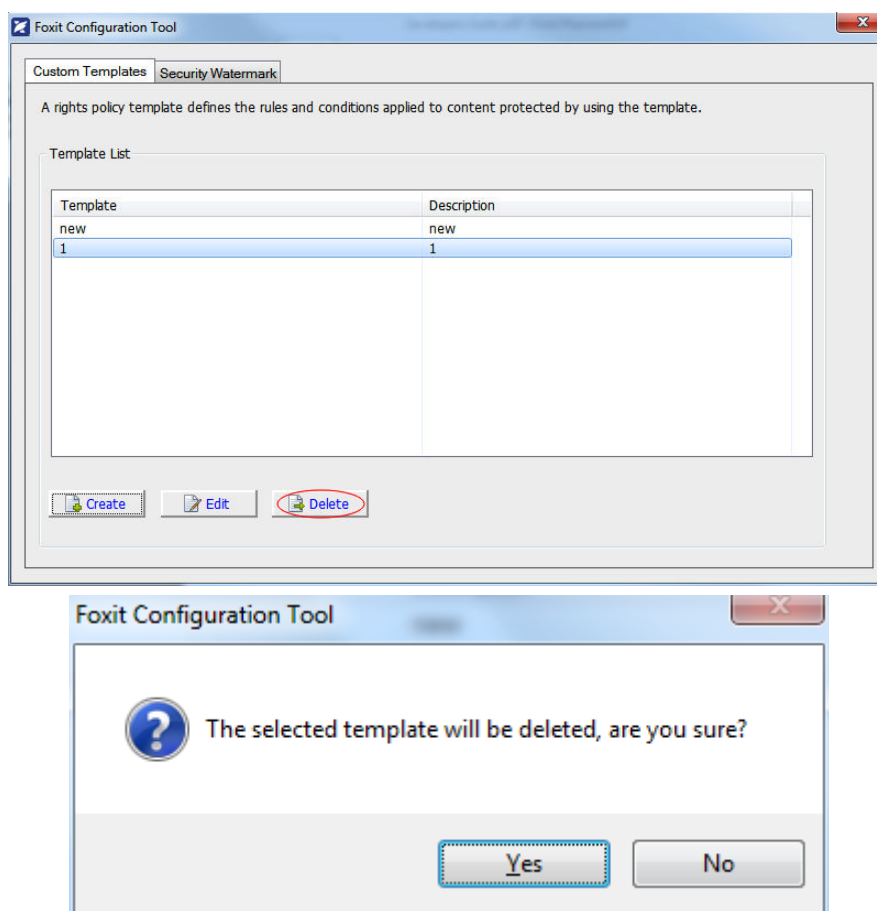 Foxit Configuration Tool
Custom Templates Security Watermark
A rights policy template defines the rules and conditions applied to content protected by using the template.
Template List
Template Description
new new
1 1
Create Edit Delete
Foxit Configuration Tool
The selected template will be deleted, are you sure?
Yes No